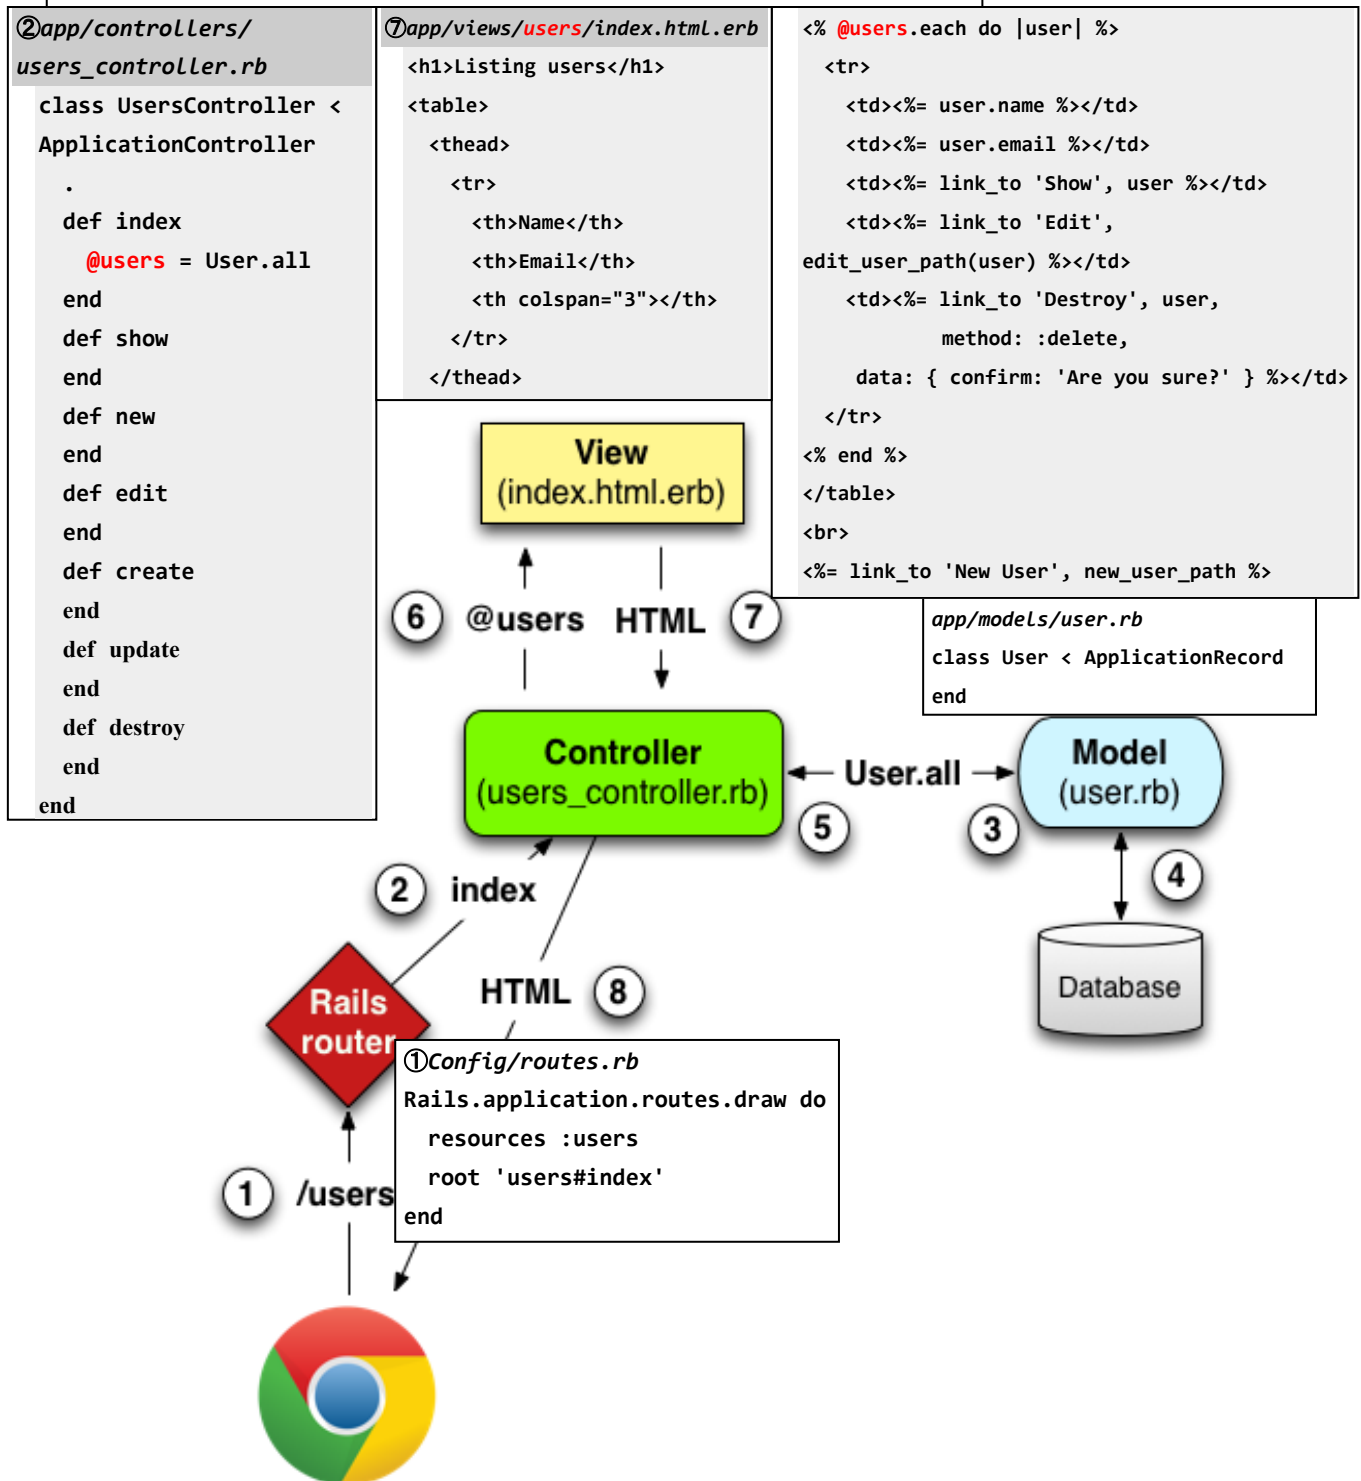 ②app/controllers/
users_controller.rb
class UsersController <
ApplicationController
.
def index
@users = User.all
end
def show
end
def new
end
def edit
end
def create
end
def update
end
def destroy
end
end
⑦app/views/users/index.html.erb
<h1>Listing users</h1>
<table>
<thead>
<tr>
<th>Name</th>
<th>Email</th>
<th colspan="3"></th>
</tr>
</thead>
<% @users.each do |user| %>
<tr>
<td><%= user.name %></td>
<td><%= user.email %></td>
<td><%= link_to 'Show', user %></td>
<td><%= link_to 'Edit',
edit_user_path(user) %></td>
<td><%= link_to 'Destroy', user,
method: :delete,
data: { confirm: 'Are you sure?' } %></td>
</tr>
<% end %>
</table>
<br>
<%= link_to 'New User', new_user_path %>
app/models/user.rb
class User < ApplicationRecord
end
View
(index.html.erb)
6 @users HTML 7
Controller
(users_controller.rb)
User.all
Model
(user.rb)
5
3
2 index
4
Database
Rails
router
HTML 8
①Config/routes.rb
Rails.application.routes.draw do
resources :users
root 'users#index'
end
1 /users